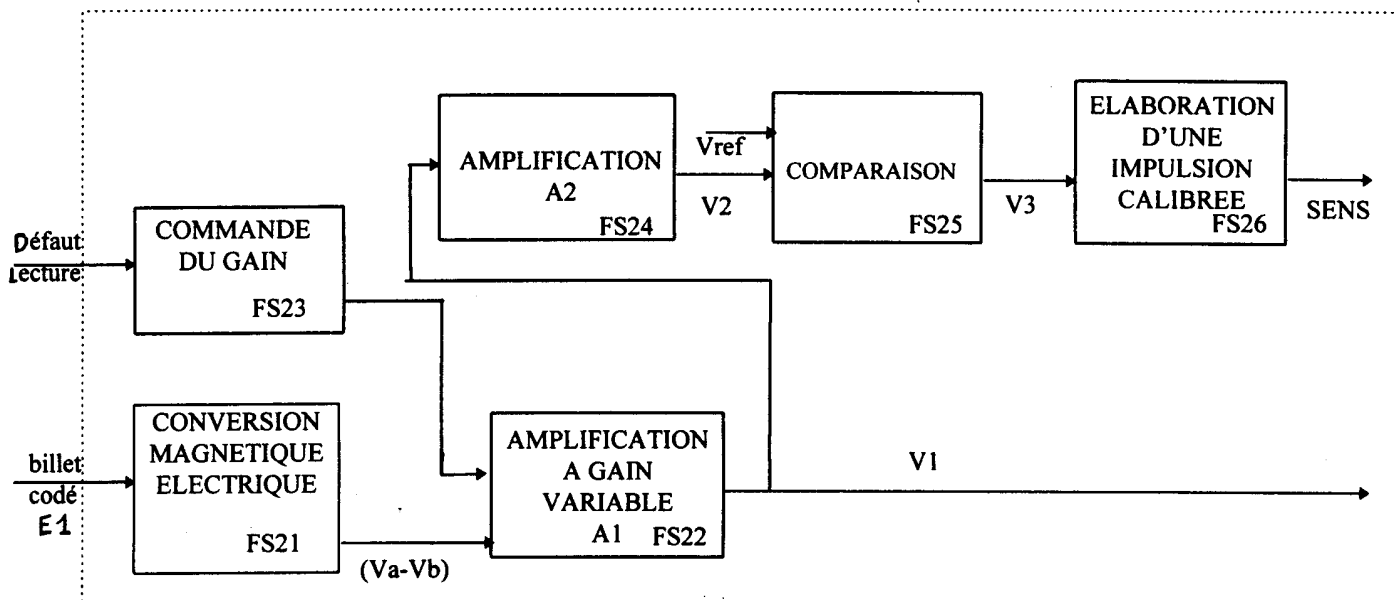 AMPLIFICATION
A2
FS24
Vref
V2
COMPARAISON
FS25
V3
ELABORATION
D'UNE
IMPULSION
CALIBREE
FS26
SENS
Défaut
Lecture
COMMANDE
DU GAIN
FS23
billet
codé
E1
CONVERSION
MAGNETIQUE
ELECTRIQUE
FS21
(Va-Vb)
AMPLIFICATION
A GAIN
VARIABLE
A1
FS22
V1